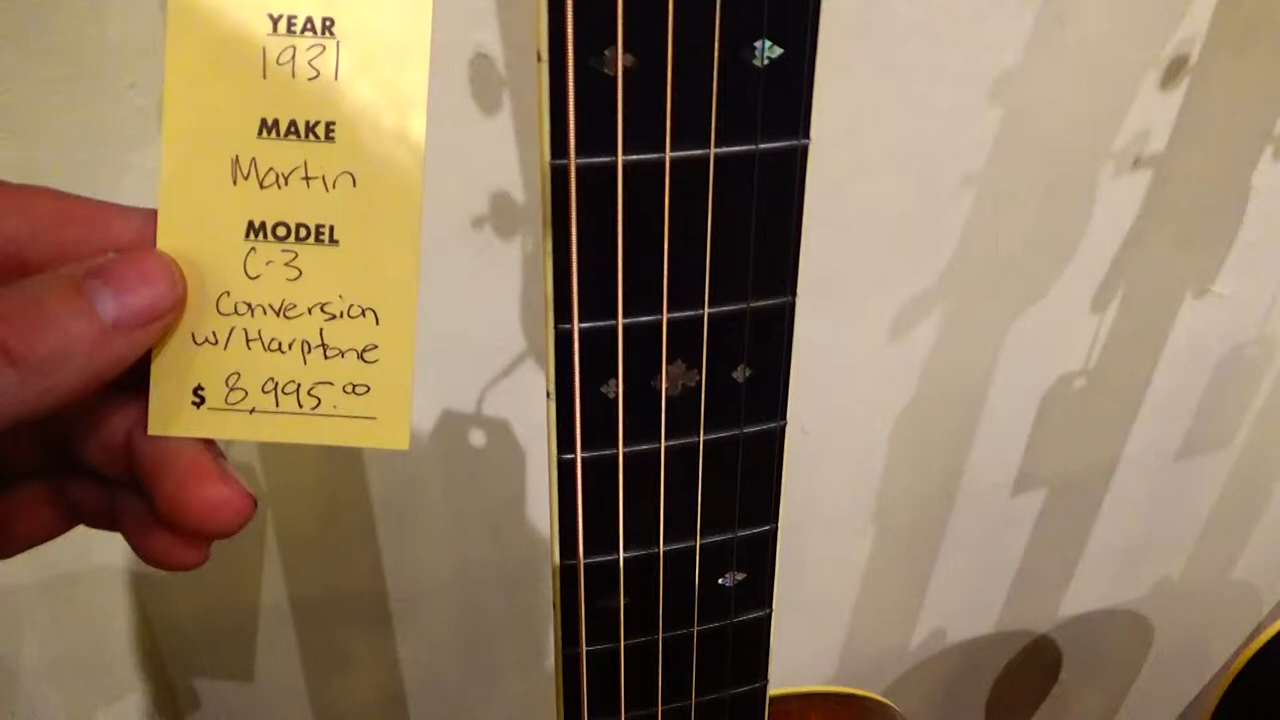 YEAR
1931
MAKE
Martin
MODEL
C-3
Conversion
w/Harptone
$ 8,995.00